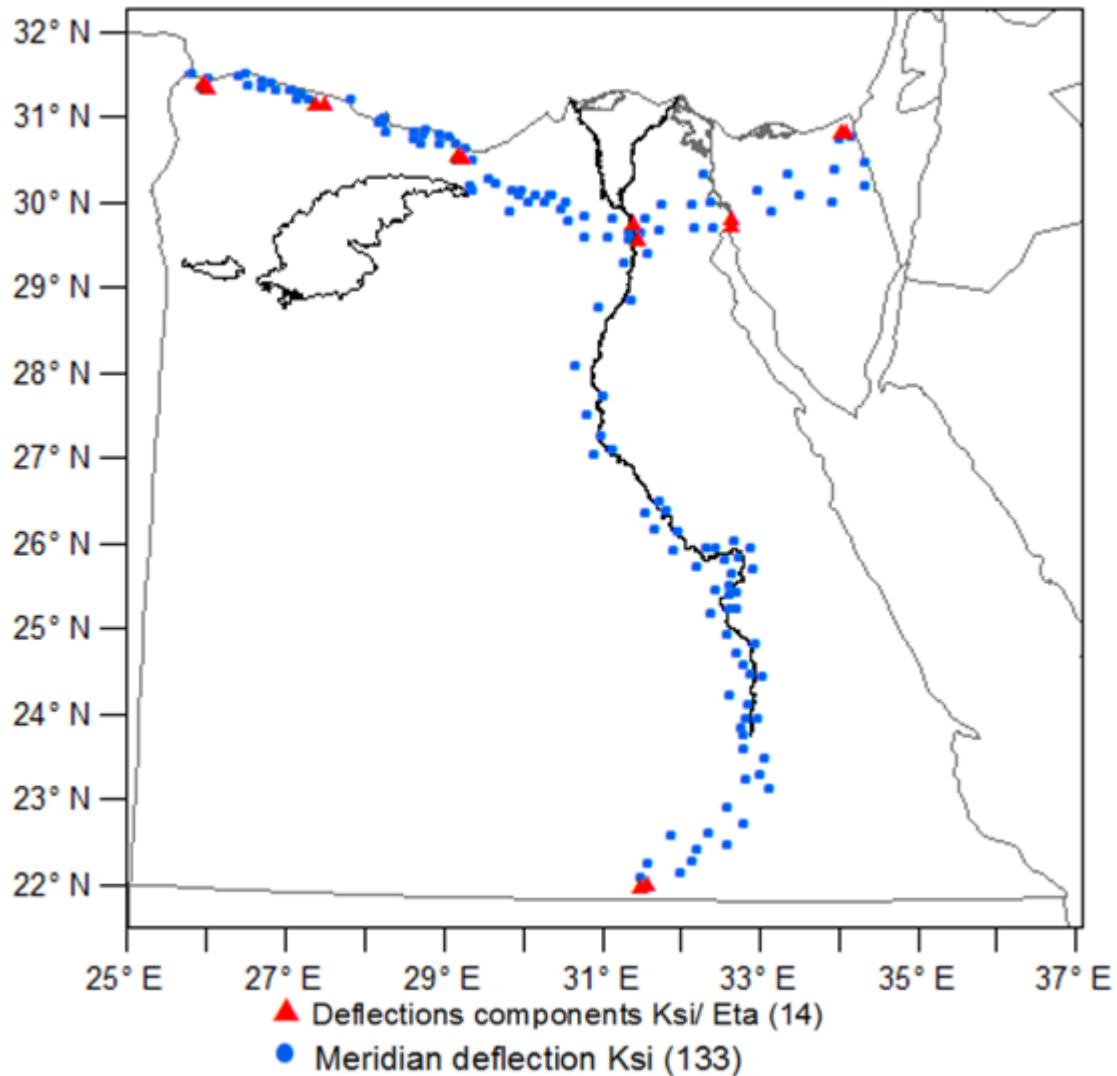 32° N
31° N
30° N
29° N
28° N
27° N
26° N
25° N
24° N
23° N
22° N
25° E 27° E 29° E 31° E 33° E 35° E 37° E
Deflections components Ksi/ Eta (14)
Meridian deflection Ksi (133)